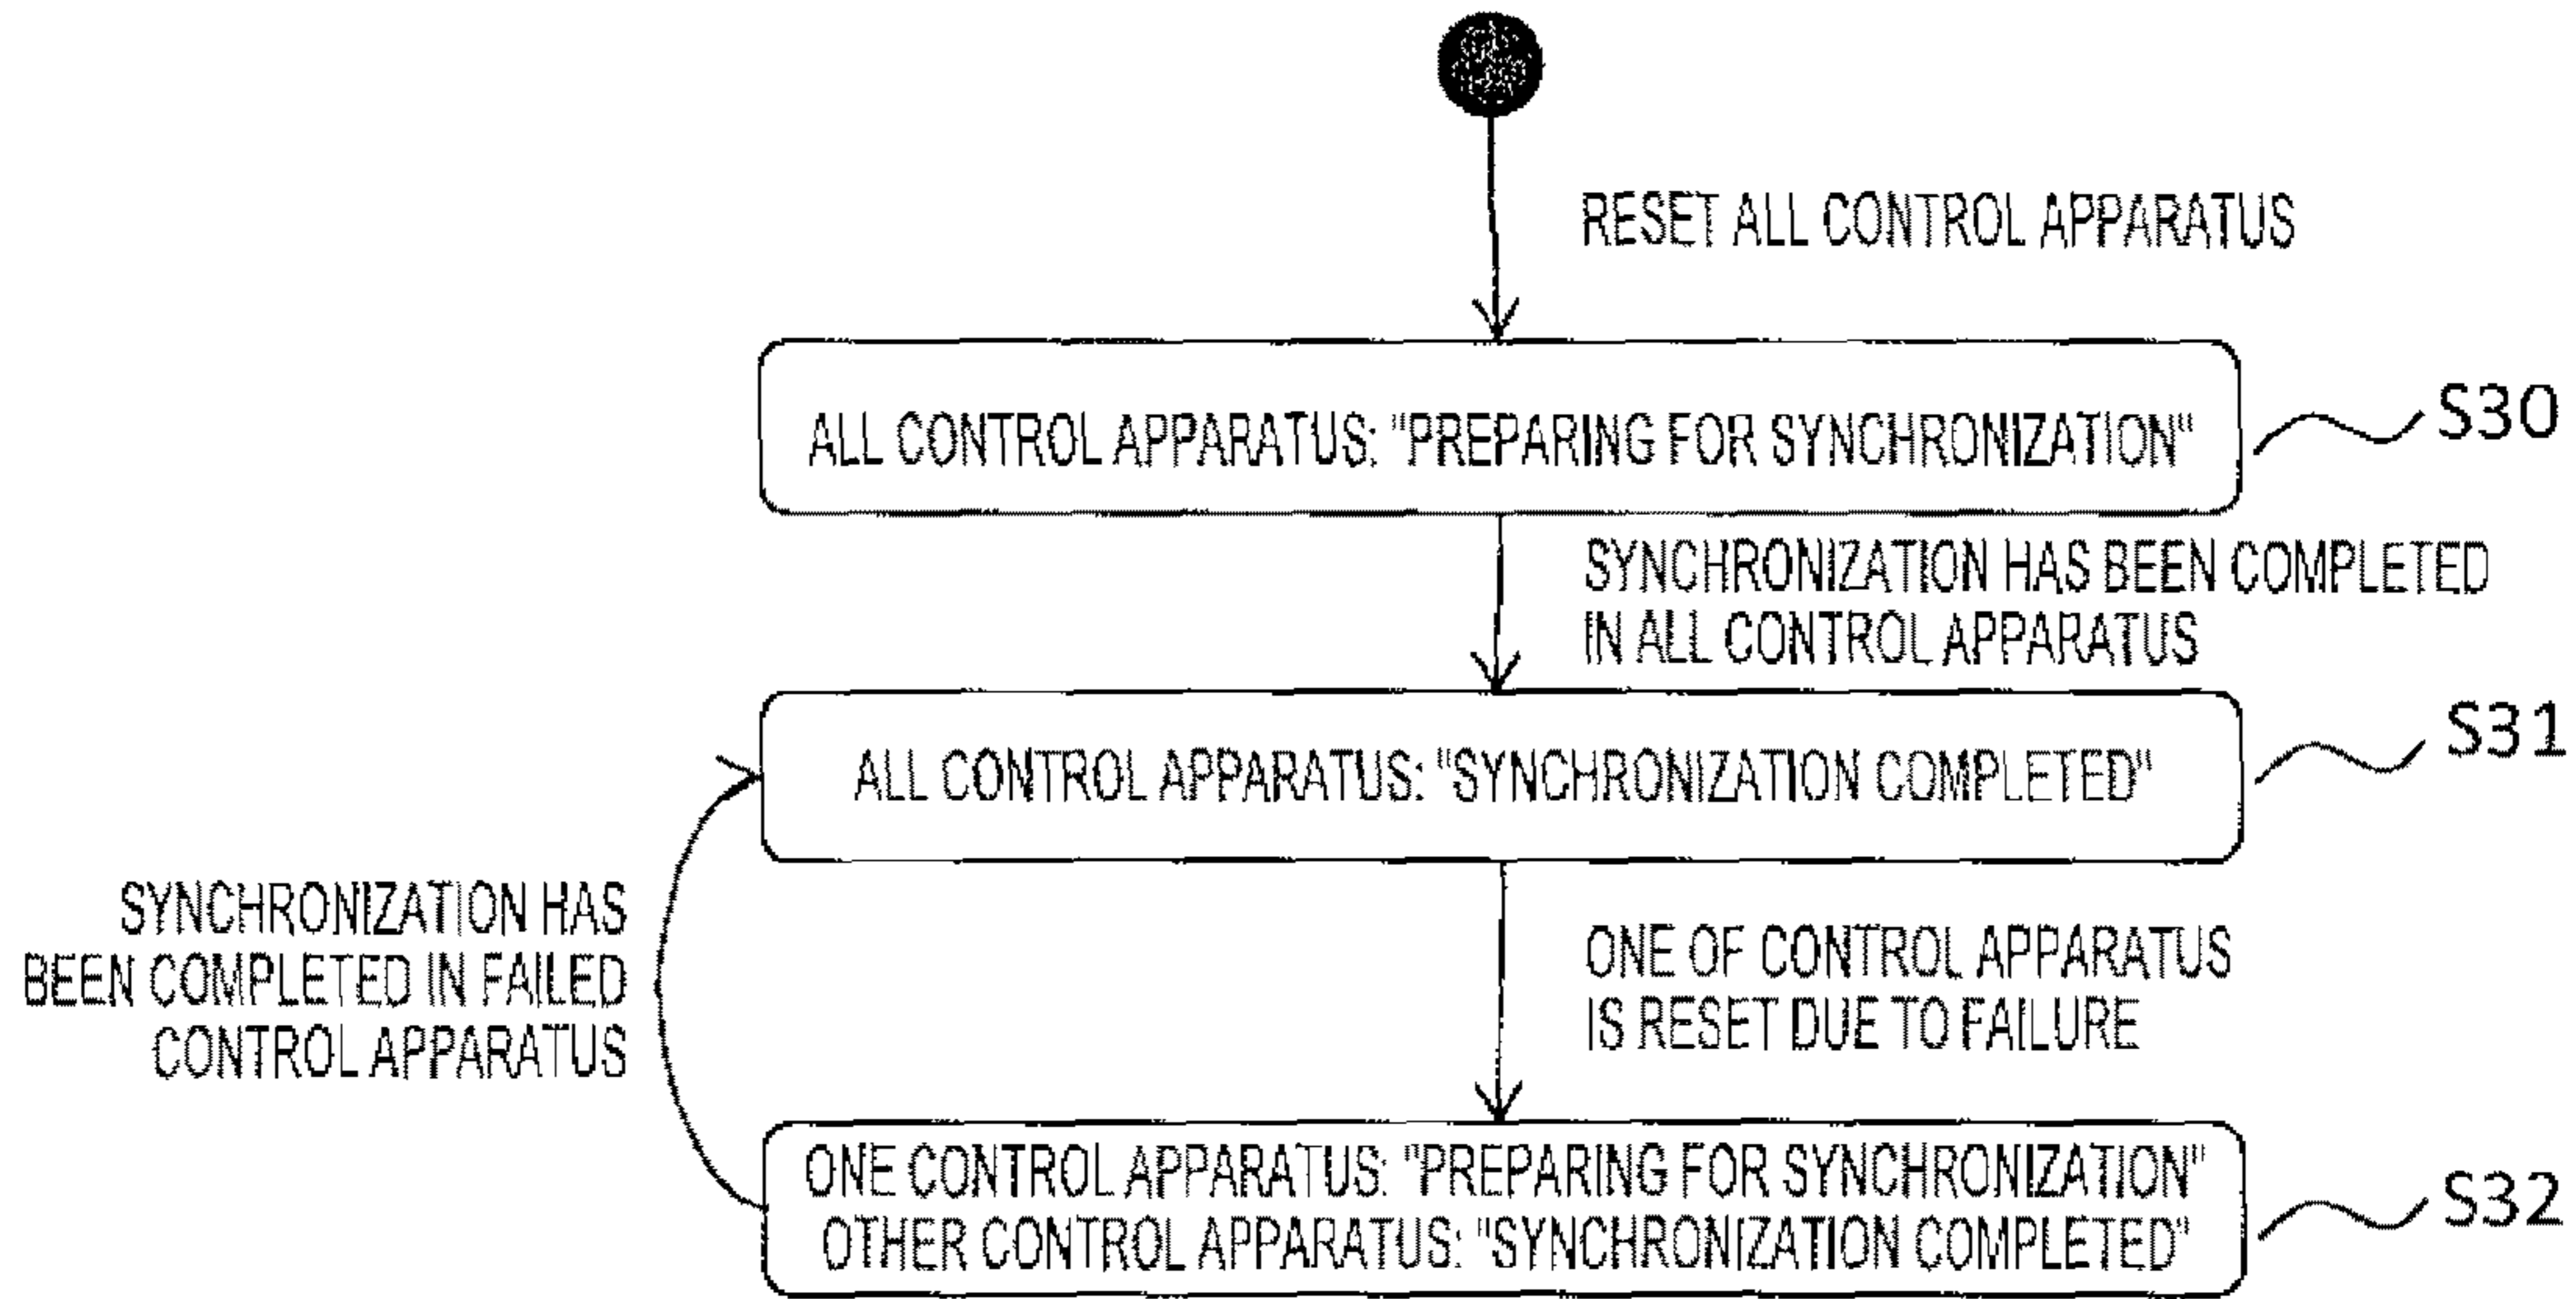 RESET ALL CONTROL APPARATUS
ALL CONTROL APPARATUS: "PREPARING FOR SYNCHRONIZATION"
S30
SYNCHRONIZATION HAS BEEN COMPLETED
IN ALL CONTROL APPARATUS
ALL CONTROL APPARATUS: "SYNCHRONIZATION COMPLETED"
S31
SYNCHRONIZATION HAS
BEEN COMPLETED IN FAILED
CONTROL APPARATUS
ONE OF CONTROL APPARATUS
IS RESET DUE TO FAILURE
ONE CONTROL APPARATUS: "PREPARING FOR SYNCHRONIZATION"
OTHER CONTROL APPARATUS: "SYNCHRONIZATION COMPLETED"
S32